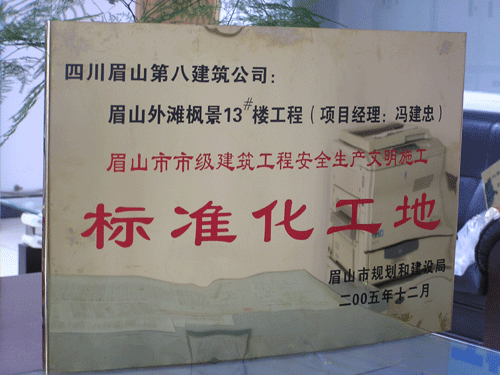 四川眉山第八建筑公司：
眉山外滩枫景13#楼工程（项目经理：冯建忠）
眉山市市级建筑工程安全生产文明施工
标准化工地
眉山市规划和建设局
二00五年十二月